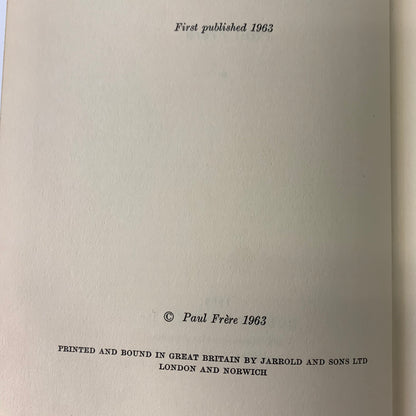 First published 1963
© Paul Frère 1963
PRINTED AND BOUND IN GREAT BRITAIN BY JARROLD AND SONS LTD
LONDON AND NORWICH